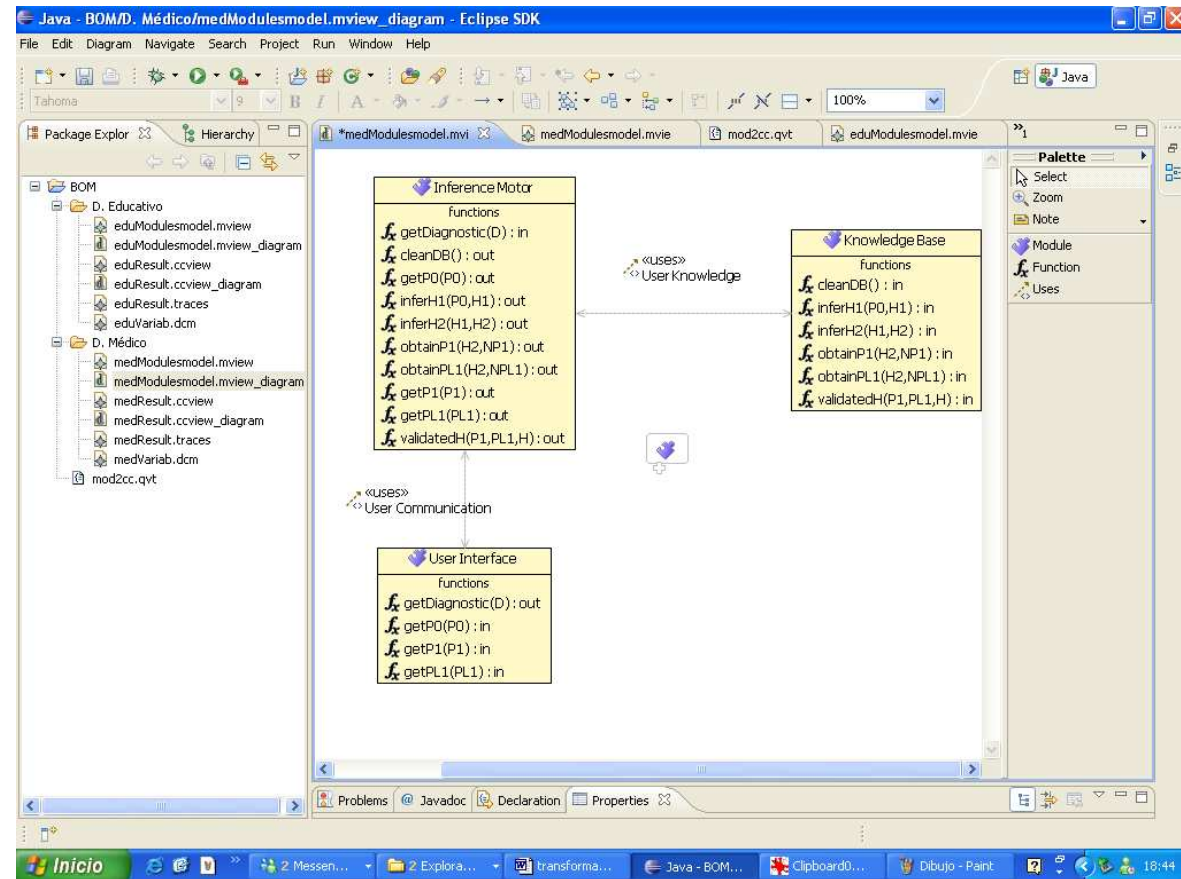 Java - BOM/D. Médico/medModulesmodel.mview_diagram - Eclipse SDK
File Edit Diagram Navigate Search Project Run Window Help
Java
Tahoma 9 B I A 100%
Package Explor Hierarchy
*medModulesmodel.mvi medModulesmodel.mvie mod2cc.qvt eduModulesmodel.mvie »1
BOM
D. Educativo
eduModulesmodel.mview
eduModulesmodel.mview_diagram
eduResult.ccview
eduResult.ccview_diagram
eduResult.traces
eduVariab.dcm
D. Médico
medModulesmodel.mview
medModulesmodel.mview_diagram
medResult.ccview
medResult.ccview_diagram
medResult.traces
medVariab.dcm
mod2cc.qvt
Inference Motor
functions
getDiagnostic(D) : in
cleanDB() : out
getP0(P0) : out
inferH1(P0,H1) : out
inferH2(H1,H2) : out
obtainP1(H2,NP1) : out
obtainPL1(H2,NPL1) : out
getP1(P1) : out
getPL1(PL1) : out
validatedH(P1,PL1,H) : out
«uses»
User Knowledge
Knowledge Base
functions
cleanDB() : in
inferH1(P0,H1) : in
inferH2(H1,H2) : in
obtainP1(H2,NP1) : in
obtainPL1(H2,NPL1) : in
validatedH(P1,PL1,H) : in
«uses»
User Communication
User Interface
functions
getDiagnostic(D) : out
getP0(P0) : in
getP1(P1) : in
getPL1(PL1) : in
Palette
Select
Zoom
Note
Module
Function
Uses
Problems @ Javadoc Declaration Properties
Inicio » 2 Messen... 2 Explora... transforma... Java - BOM... Clipboard0... Dibujo - Paint 18:44